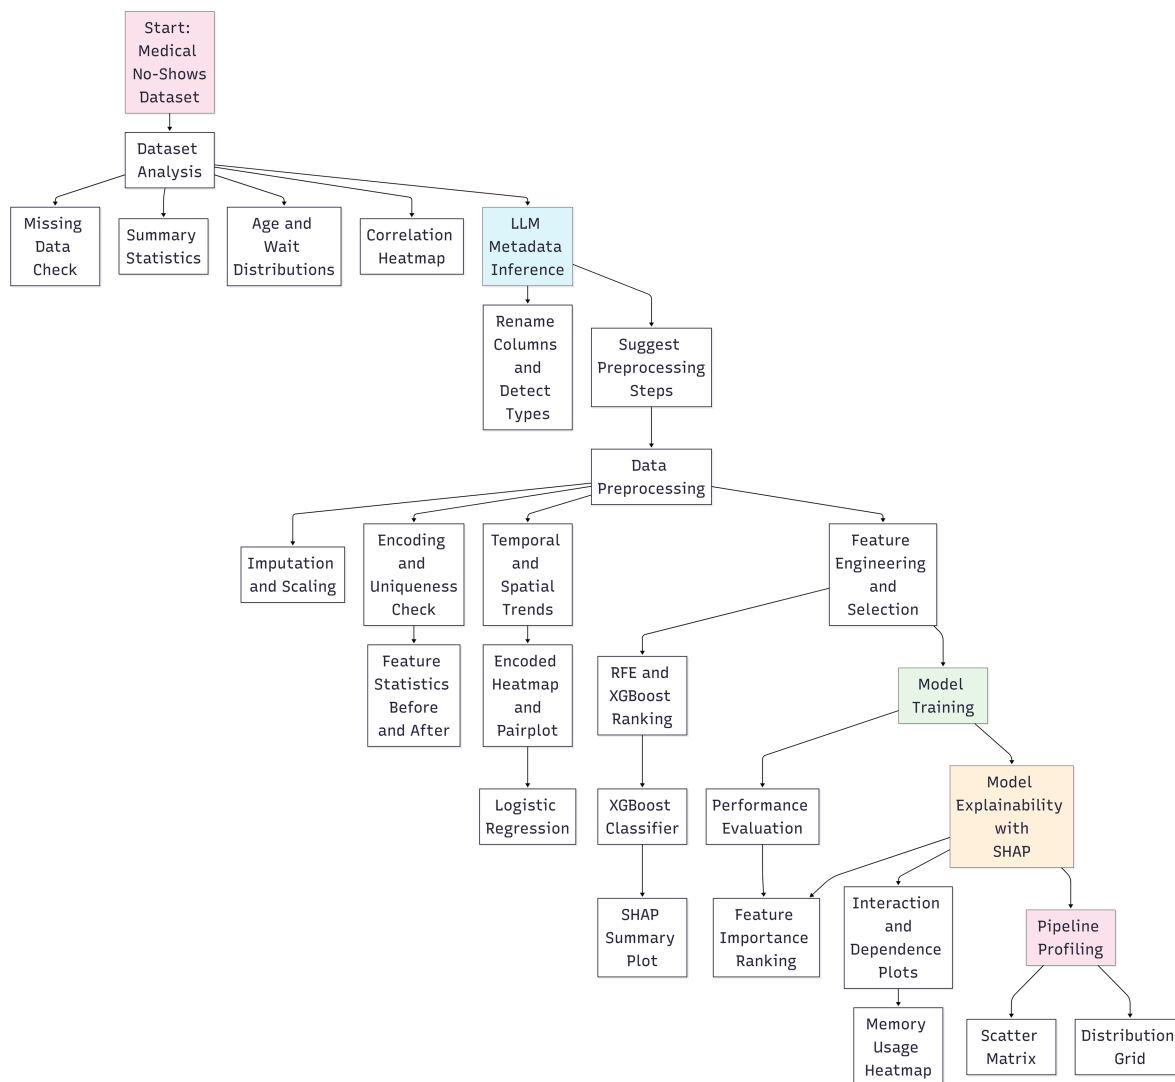 Start:
Medical
No-Shows
Dataset
Dataset
Analysis
Missing
Data
Check
Summary
Statistics
Age and
Wait
Distributions
Correlation
Heatmap
LLM
Metadata
Inference
Rename
Columns
and
Detect
Types
Suggest
Preprocessing
Steps
Data
Preprocessing
Imputation
and Scaling
Encoding
and
Uniqueness
Check
Temporal
and
Spatial
Trends
Feature
Engineering
and
Selection
Feature
Statistics
Before
and After
Encoded
Heatmap
and
Pairplot
RFE and
XGBoost
Ranking
Model
Training
Logistic
Regression
XGBoost
Classifier
Performance
Evaluation
Model
Explainability
with
SHAP
SHAP
Summary
Plot
Feature
Importance
Ranking
Interaction
and
Dependence
Plots
Pipeline
Profiling
Memory
Usage
Heatmap
Scatter
Matrix
Distribution
Grid